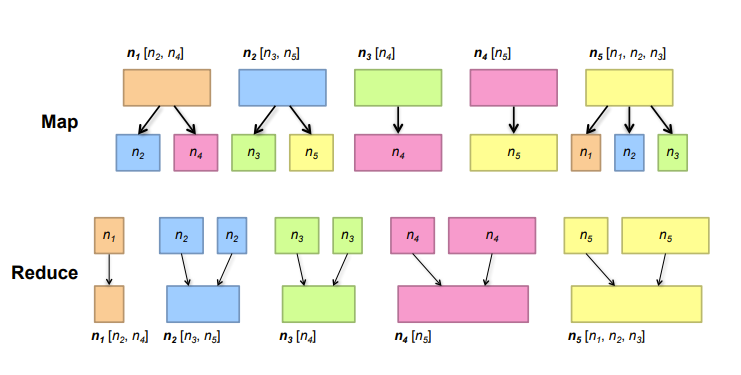 n1 [n2, n4] n2 [n3, n5] n3 [n4] n4 [n5] n5 [n1, n2, n3]
Map
n2 n4 n3 n5 n4 n5 n1 n2 n3
n1 n2 n2 n3 n3 n4 n4 n5 n5
Reduce
n1 [n2, n4] n2 [n3, n5] n3 [n4] n4 [n5] n5 [n1, n2, n3]